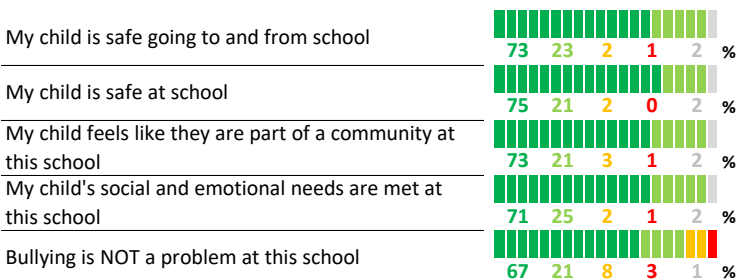 My child is safe going to and from school
73 23 2 1 2 %
My child is safe at school
75 21 2 0 2 %
My child feels like they are part of a community at
this school
73 21 3 1 2 %
My child's social and emotional needs are met at
this school
71 25 2 1 2 %
Bullying is NOT a problem at this school
67 21 8 3 1 %